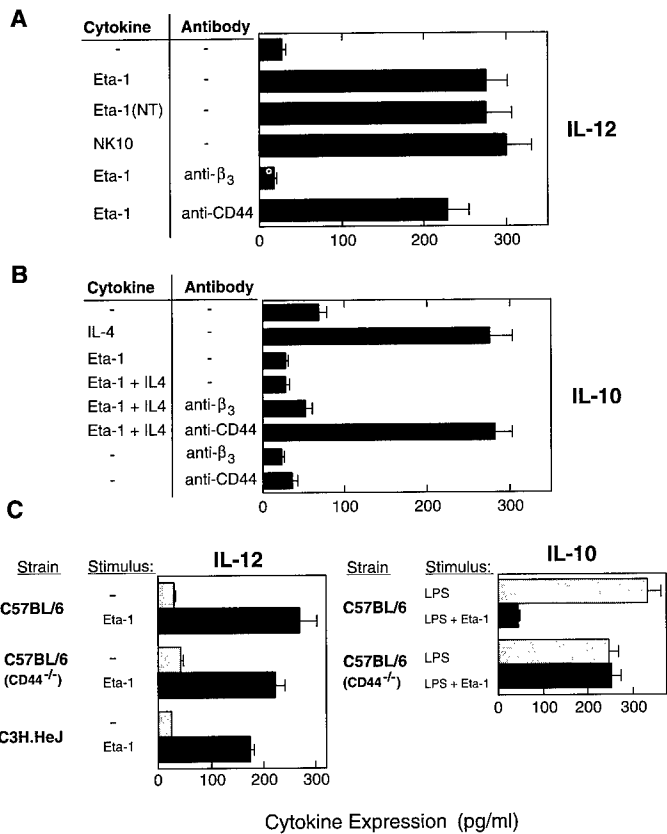 A
Cytokine Antibody
- -
Eta-1 -
Eta-1(NT) -
NK10 -
Eta-1 anti-β3
Eta-1 anti-CD44
IL-12
0 100 200 300
B
Cytokine Antibody
- -
IL-4 -
Eta-1 -
Eta-1 + IL4 -
Eta-1 + IL4 anti-β3
Eta-1 + IL4 anti-CD44
- anti-β3
- anti-CD44
IL-10
0 100 200 300
C
IL-12
Strain Stimulus:
C57BL/6
-
Eta-1
C57BL/6
(CD44-/-)
-
Eta-1
C3H.HeJ
-
Eta-1
0 100 200 300
IL-10
Strain Stimulus:
C57BL/6
LPS
LPS + Eta-1
C57BL/6
(CD44-/-)
LPS
LPS + Eta-1
0 100 200 300
Cytokine Expression (pg/ml)